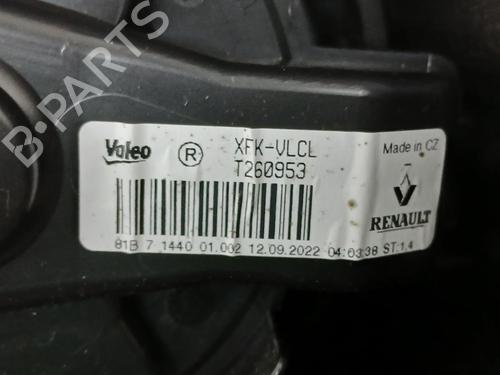 B-PARTS
Valeo R XFK-VLCL Made in CZ
T260953
RENAULT
81B 7 1440 01.002 12.09.2022 04:03:38 ST:1.4